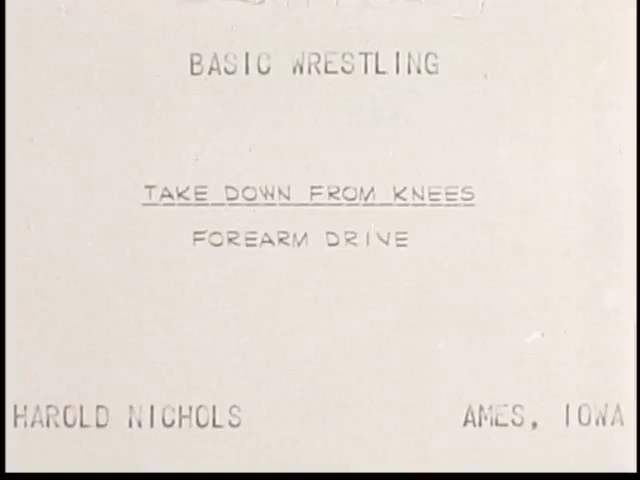 BASIC WRESTLING
TAKE DOWN FROM KNEES
FOREARM DRIVE
HAROLD NICHOLS
AMES, IOWA